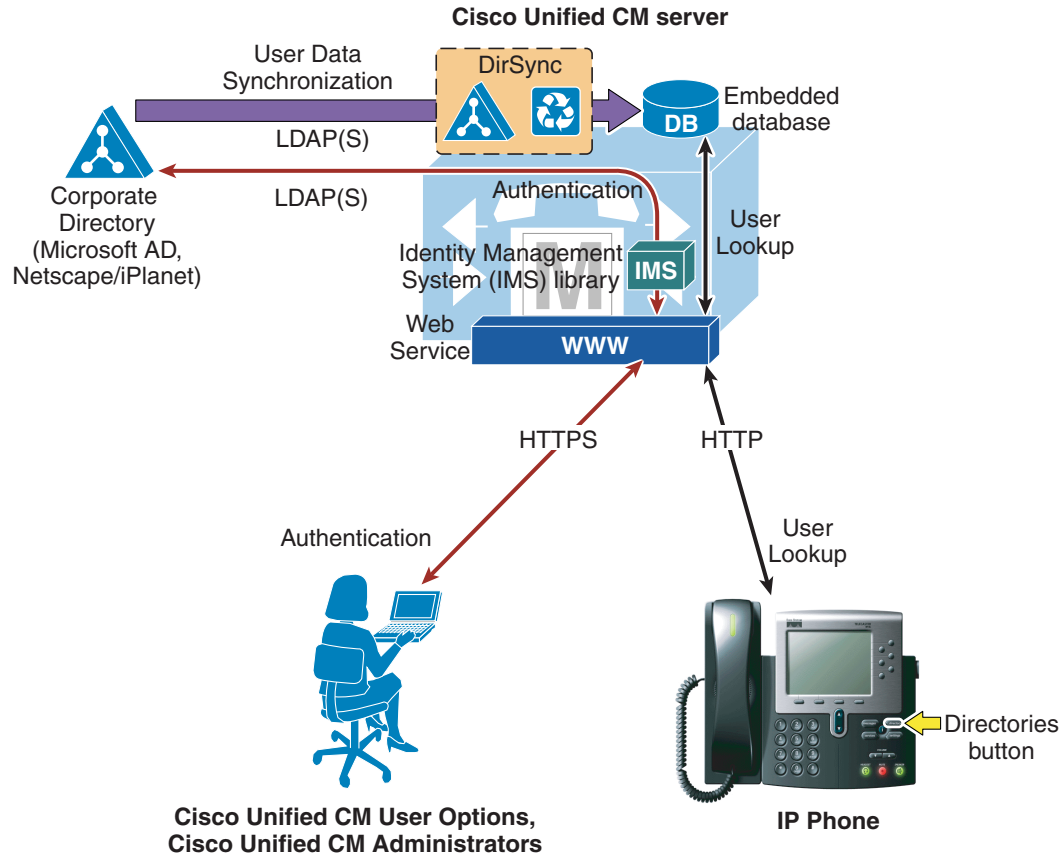 Cisco Unified CM server
User Data
Synchronization
DirSync
LDAP(S)
DB
Embedded
database
LDAP(S)
Authentication
User
Lookup
Corporate
Directory
(Microsoft AD,
Netscape/iPlanet)
Identity Management
System (IMS) library
IMS
M
Web
Service
WWW
HTTPS
HTTP
Authentication
User
Lookup
Directories
button
Cisco Unified CM User Options,
Cisco Unified CM Administrators
IP Phone